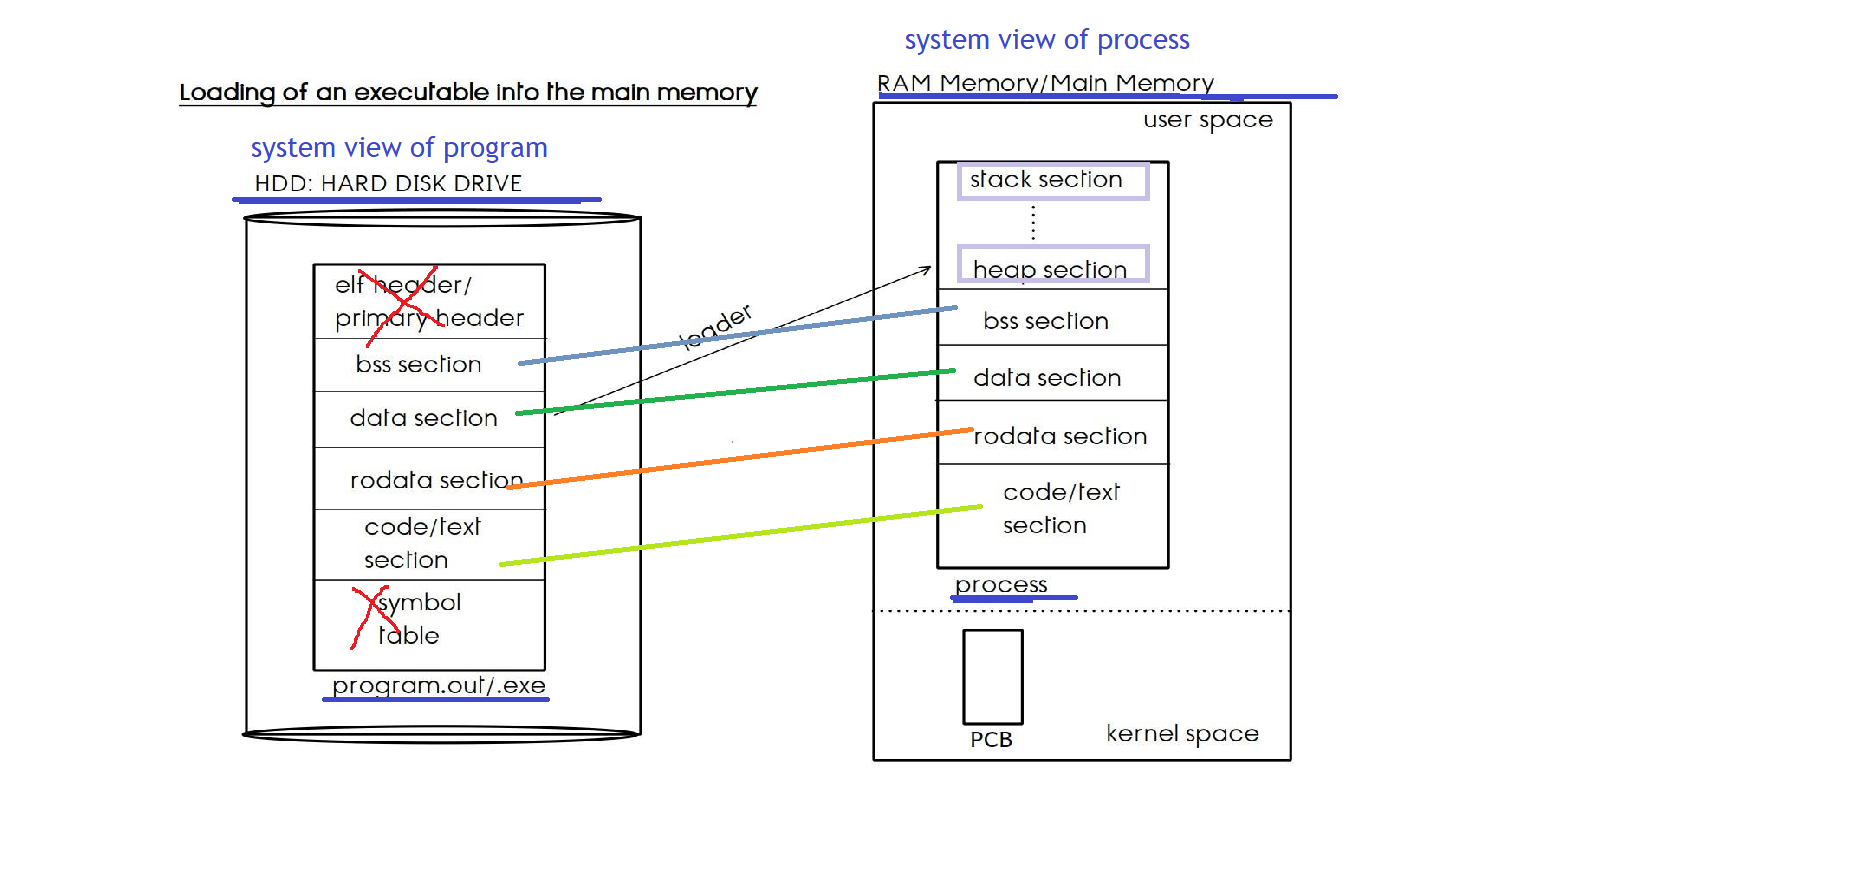 system view of process
RAM Memory/Main Memory
Loading of an executable into the main memory
system view of program
HDD: HARD DISK DRIVE
elf header/
primary header
bss section
data section
rodata section
code/text
section
symbol
table
program.out/.exe
loader
user space
stack section
heap section
bss section
data section
rodata section
code/text
section
process
PCB
kernel space